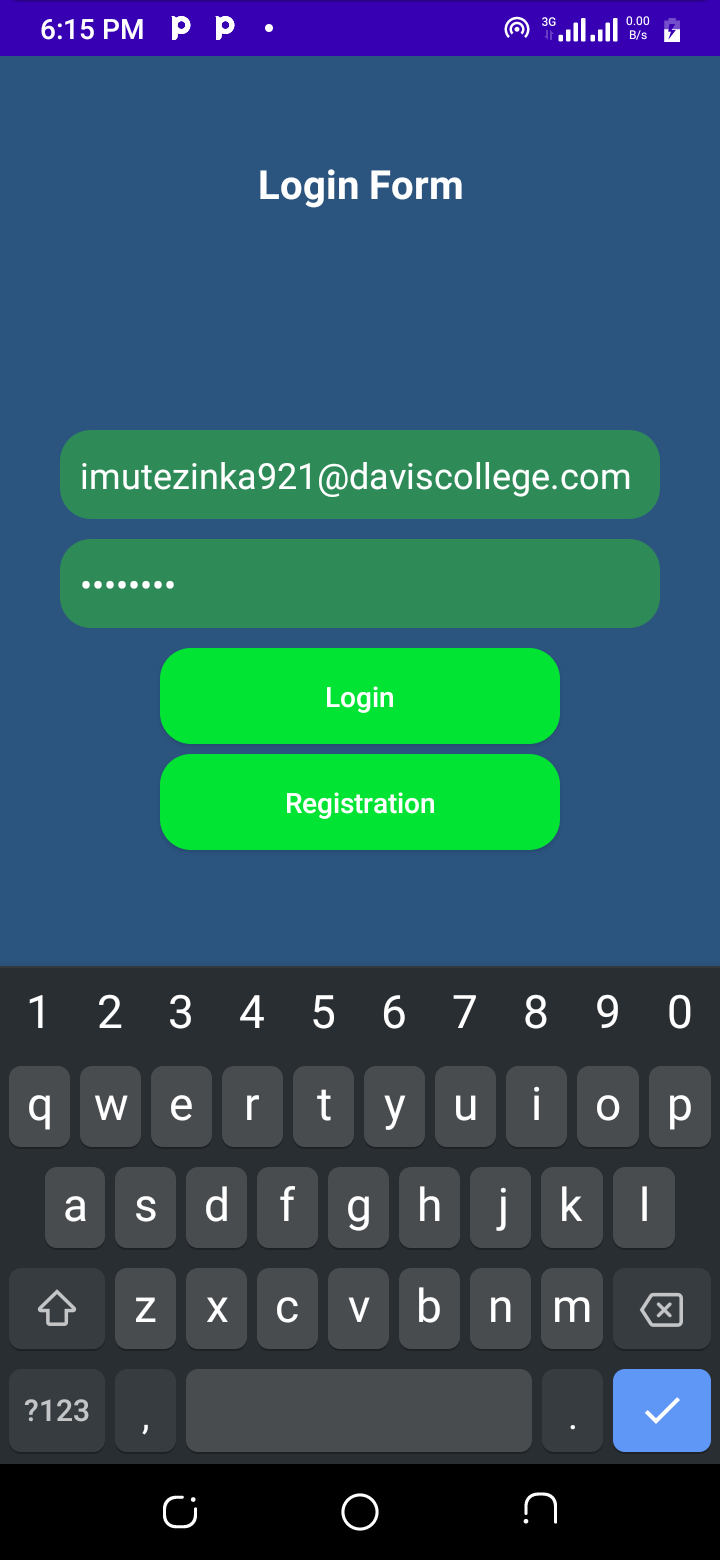 6:15 PM
3G
0.00
B/s
Login Form
imutezinka921@daviscollege.com
••••••••
Login
Registration
1 2 3 4 5 6 7 8 9 0
q w e r t y u i o p
a s d f g h j k l
z x c v b n m
?123 , .